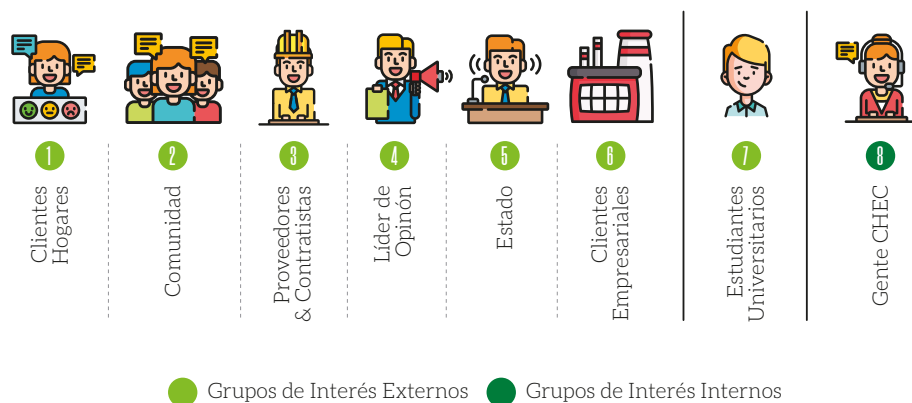 1
Clientes
Hogares
2
Comunidad
3
Proveedores
& Contratistas
4
Líder de
Opinón
5
Estado
6
Clientes
Empresariales
7
Estudiantes
Universitarios
8
Gente CHEC
Grupos de Interés Externos
Grupos de Interés Internos